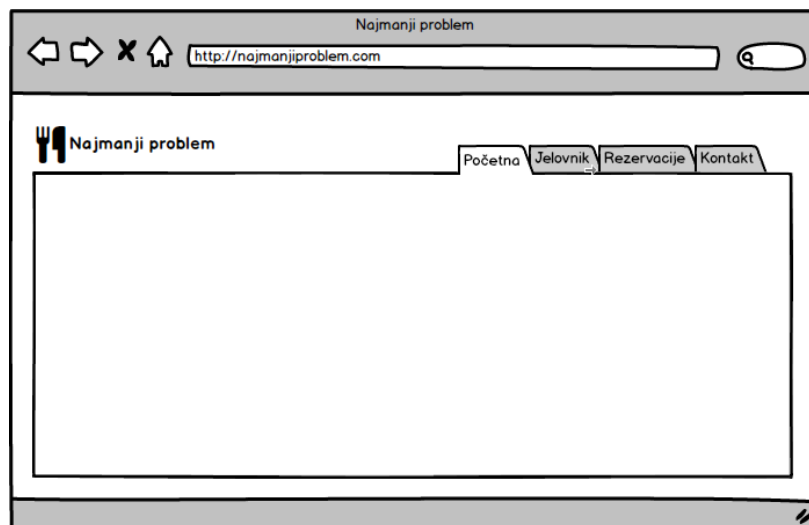 Najmanji problem
http://najmanjiproblem.com
Najmanji problem
Početna Jelovnik Rezervacije Kontakt